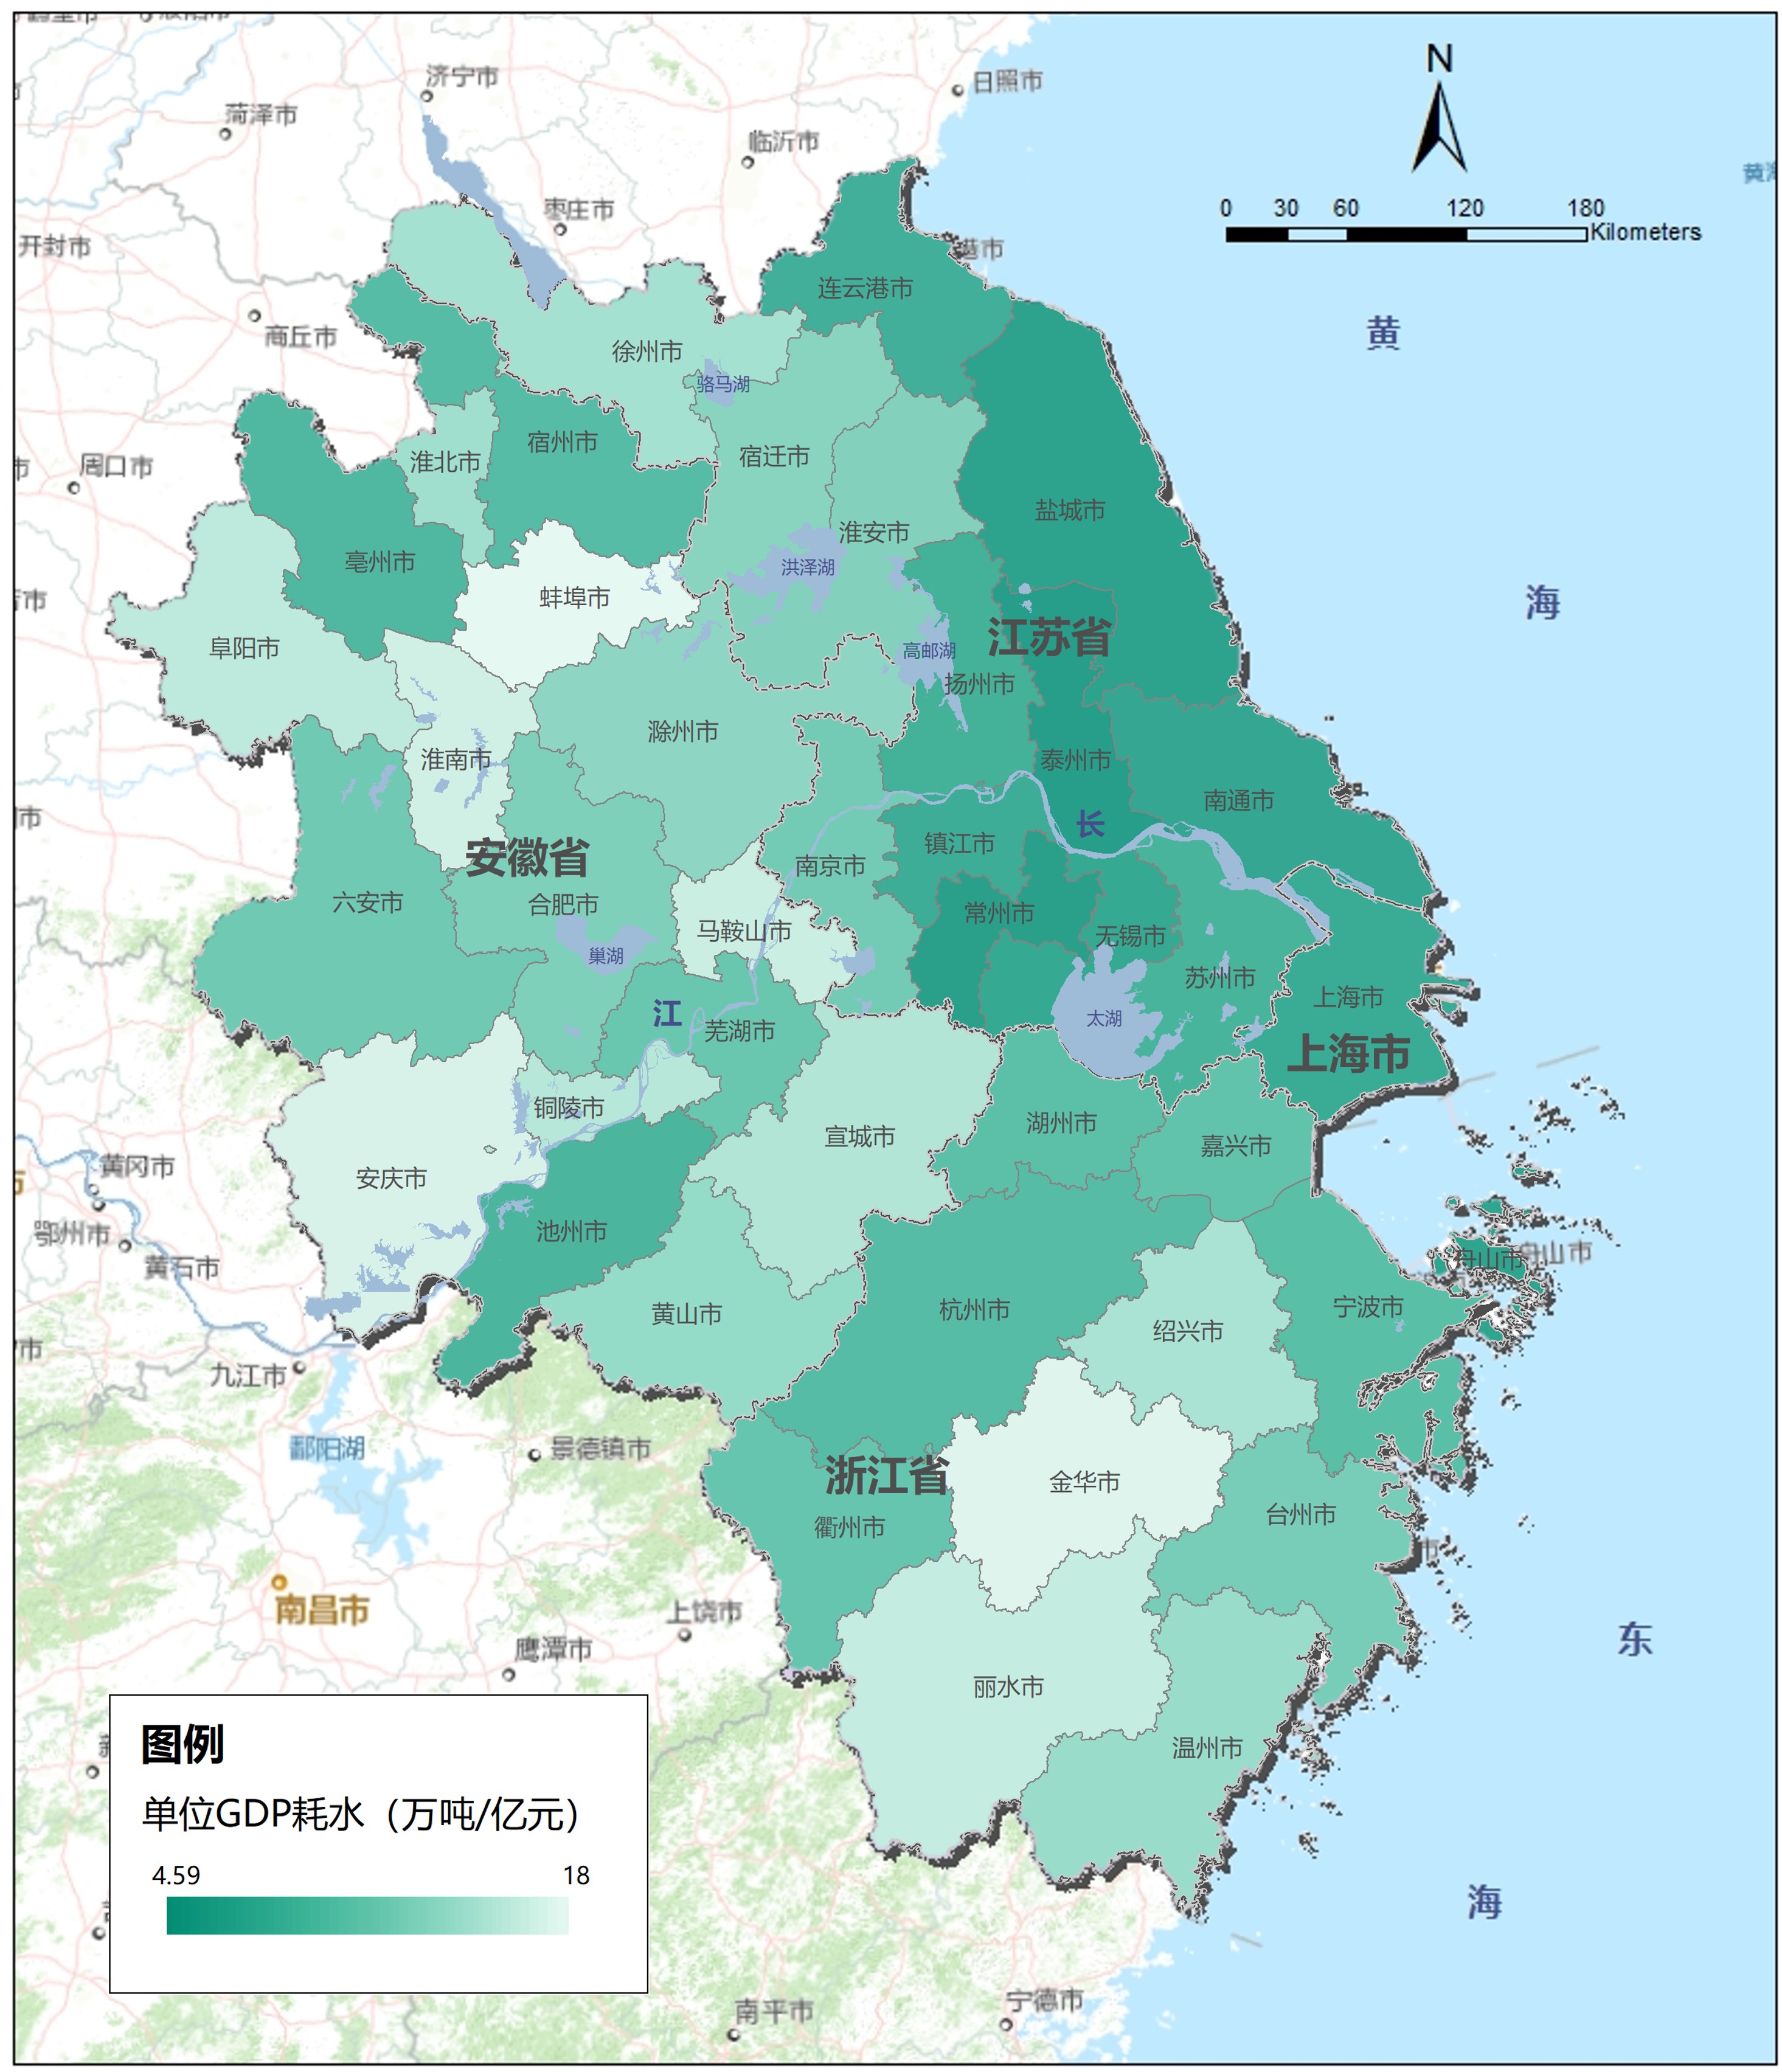 济宁市
日照市
菏泽市
临沂市
枣庄市
开封市
港市
商丘市
周口市
N
0 30 60 120 180
Kilometers
黄
海
连云港市
徐州市
骆马湖
宿州市
淮北市
宿迁市
盐城市
淮安市
亳州市
洪泽湖
蚌埠市
阜阳市
江苏省
高邮湖
扬州市
滁州市
淮南市
泰州市
南通市
长
镇江市
安徽省
南京市
六安市
合肥市
常州市
马鞍山市
无锡市
巢湖
苏州市
上海市
江
太湖
芜湖市
上海市
铜陵市
湖州市
宣城市
嘉兴市
黄冈市
安庆市
鄂州市
池州市
舟山市
舟山市
黄石市
宁波市
杭州市
黄山市
绍兴市
九江市
鄱阳湖
景德镇市
浙江省
金华市
台州市
衢州市
市
南昌市
上饶市
东
鹰潭市
丽水市
温州市
海
图例
单位GDP耗水（万吨/亿元）
4.59 18
南平市
宁德市